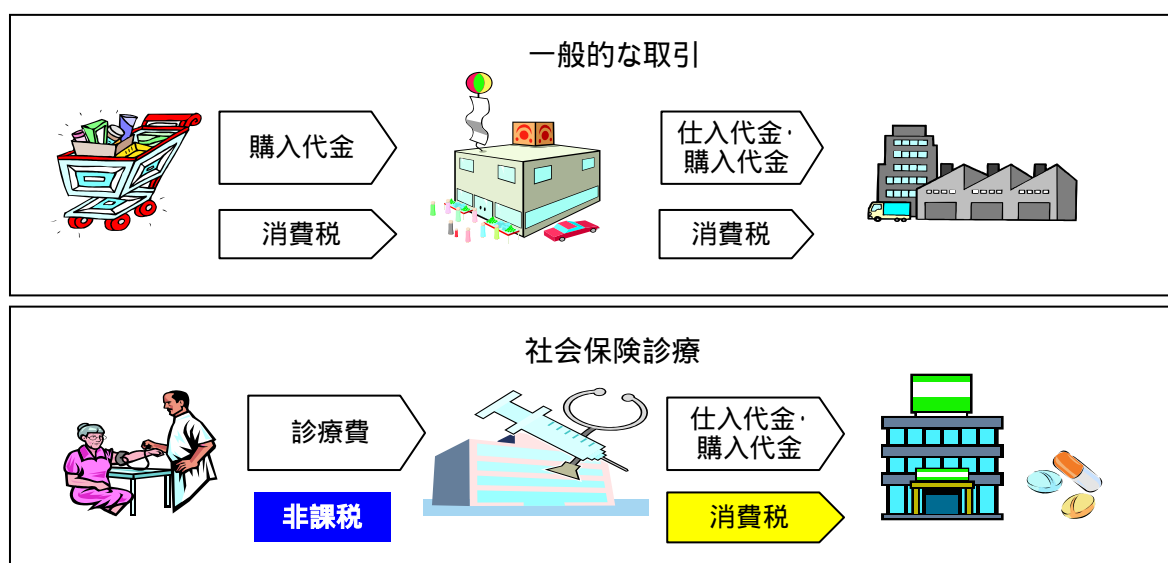 一般的な取引
購入代金
仕入代金・
購入代金
消費税
消費税
社会保険診療
診療費
仕入代金・
購入代金
非課税
消費税